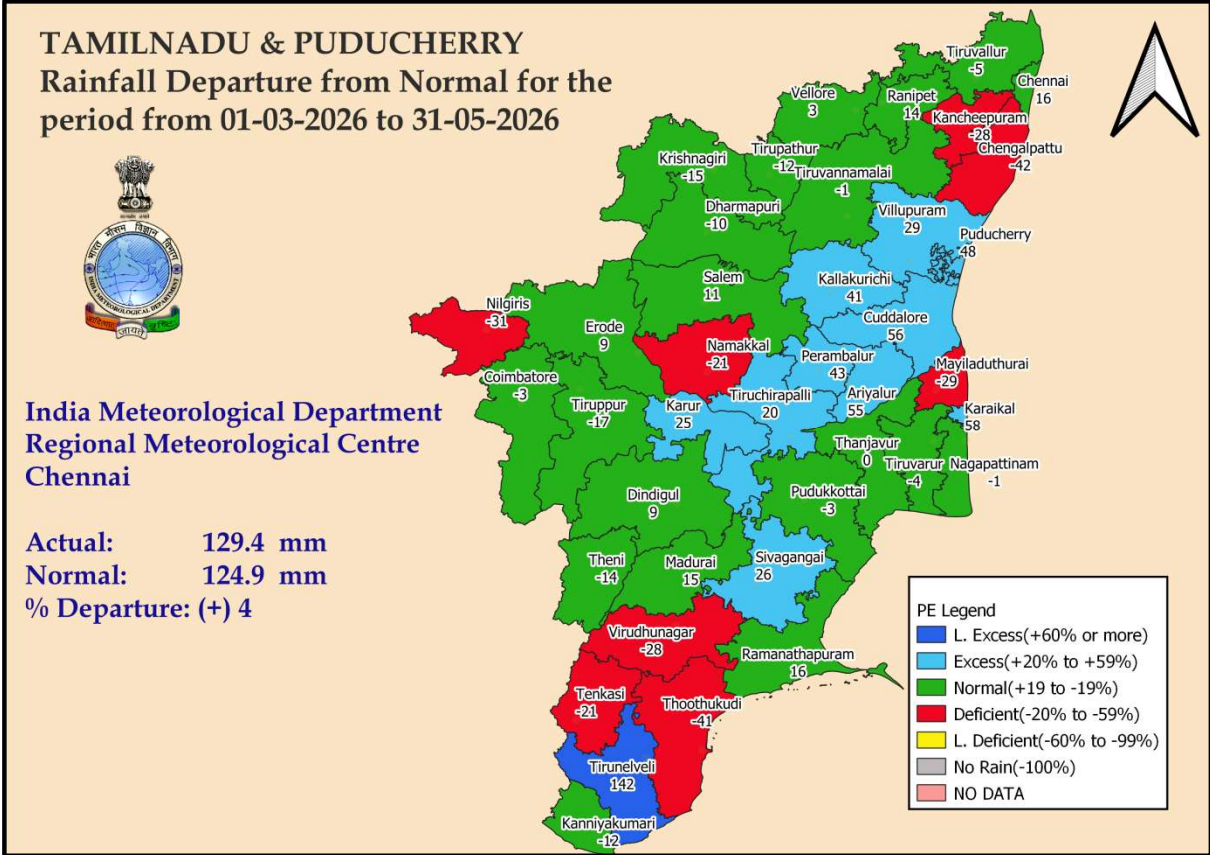 TAMILNADU & PUDUCHERRY
Rainfall Departure from Normal for the
period from 01-03-2026 to 31-05-2026
भारत मौसम विज्ञान विभाग
INDIA METEOROLOGICAL DEPARTMENT
आदित्यात् जायते वृष्टिः
India Meteorological Department
Regional Meteorological Centre
Chennai
Actual: 129.4 mm
Normal: 124.9 mm
% Departure: (+) 4
Tiruvallur
-5
Chennai
16
Vellore
3
Ranipet
14
Kancheepuram
-28
Chengalpattu
-42
Krishnagiri
-15
Tirupathur
-12
Tiruvannamalai
-1
Dharmapuri
-10
Villupuram
29
Puducherry
48
Salem
11
Kallakurichi
41
Cuddalore
56
Nilgiris
-31
Erode
9
Namakkal
-21
Perambalur
43
Mayiladuthurai
-29
Coimbatore
-3
Tiruppur
-17
Karur
25
Tiruchirapalli
20
Ariyalur
55
Karaikal
58
Thanjavur
0
Tiruvarur
-4
Nagapattinam
-1
Dindigul
9
Pudukkottai
-3
Theni
-14
Madurai
15
Sivagangai
26
Virudhunagar
-28
Ramanathapuram
16
Tenkasi
-21
Thoothukudi
-41
Tirunelveli
142
Kanniyakumari
-12
PE Legend
L. Excess(+60% or more)
Excess(+20% to +59%)
Normal(+19 to -19%)
Deficient(-20% to -59%)
L. Deficient(-60% to -99%)
No Rain(-100%)
NO DATA